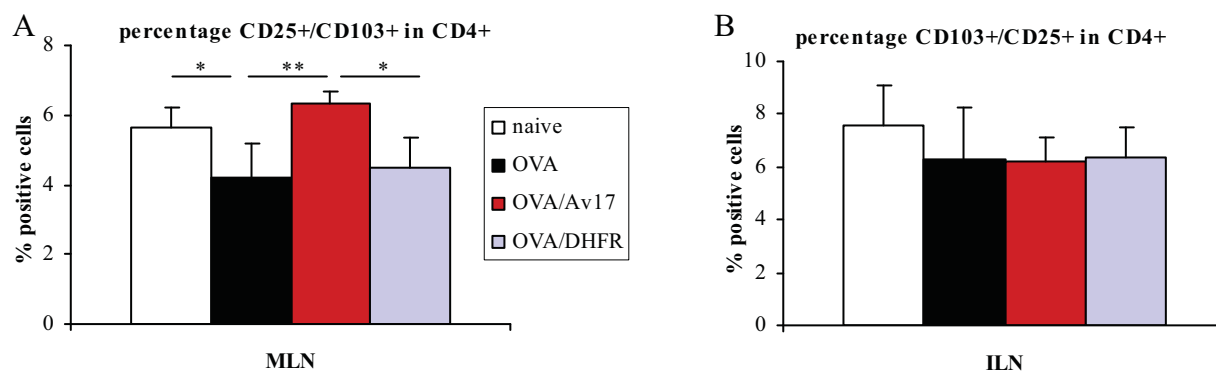 A
percentage CD25+/CD103+ in CD4+
8
6
4
2
0
% positive cells
*
**
*
MLN
naive
OVA
OVA/Av17
OVA/DHFR
B
percentage CD103+/CD25+ in CD4+
10
8
6
4
2
0
% positive cells
ILN